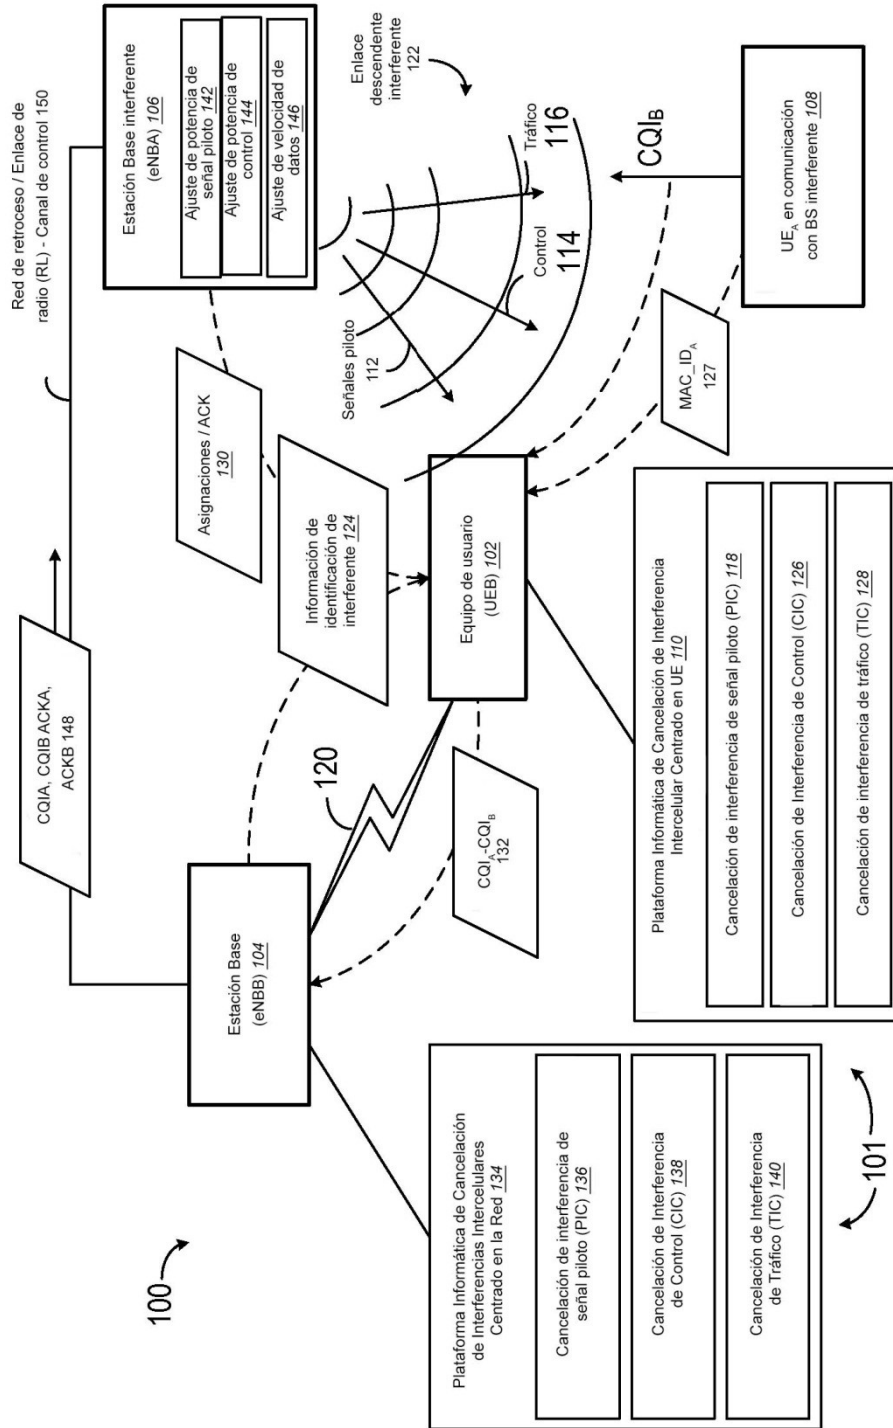 100
101
Red de retroceso / Enlace de
radio (RL) - Canal de control 150
CQIA, CQIB ACKA,
ACKB 148
Estación Base
(eNBB) 104
Estación Base interferente
(eNBA) 106
Ajuste de potencia de
señal piloto 142
Ajuste de potencia de
control 144
Ajuste de velocidad de
datos 146
Asignaciones / ACK
130
Información de
identificación de
interferente 124
Enlace
descendente
interferente
122
Señales piloto
112
Control
114
Tráfico
116
120
CQIA-CQIB
132
Equipo de usuario
(UEB) 102
MAC_IDA
127
CQIB
UEA en comunicación
con BS interferente 108
Plataforma Informática de Cancelación
de Interferencias Intercelulares
Centrado en la Red 134
Cancelación de interferencia de
señal piloto (PIC) 136
Cancelación de Interferencia
de Control (CIC) 138
Cancelación de Interferencia
de Tráfico (TIC) 140
Plataforma Informática de Cancelación de Interferencia
Intercelular Centrado en UE 110
Cancelación de interferencia de señal piloto (PIC) 118
Cancelación de Interferencia de Control (CIC) 126
Cancelación de interferencia de tráfico (TIC) 128